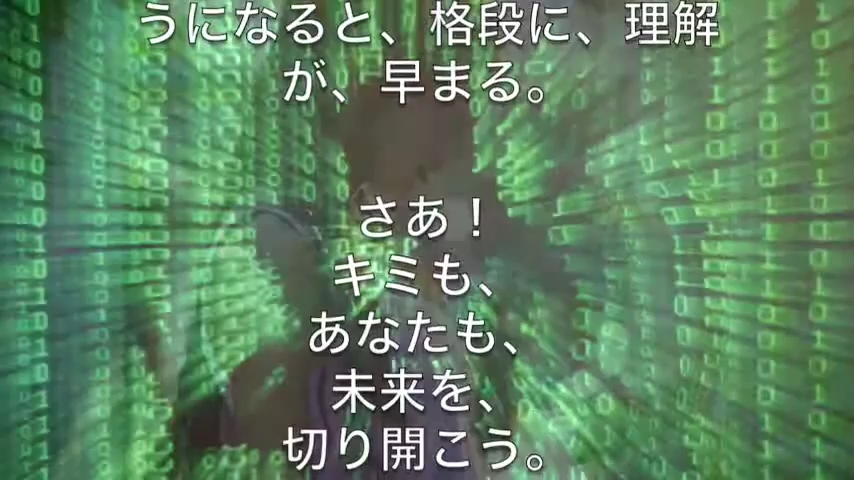 うになると、格段に、理解
が、早まる。
さあ！
キミも、
あなたも、
未来を、
切り開こう。